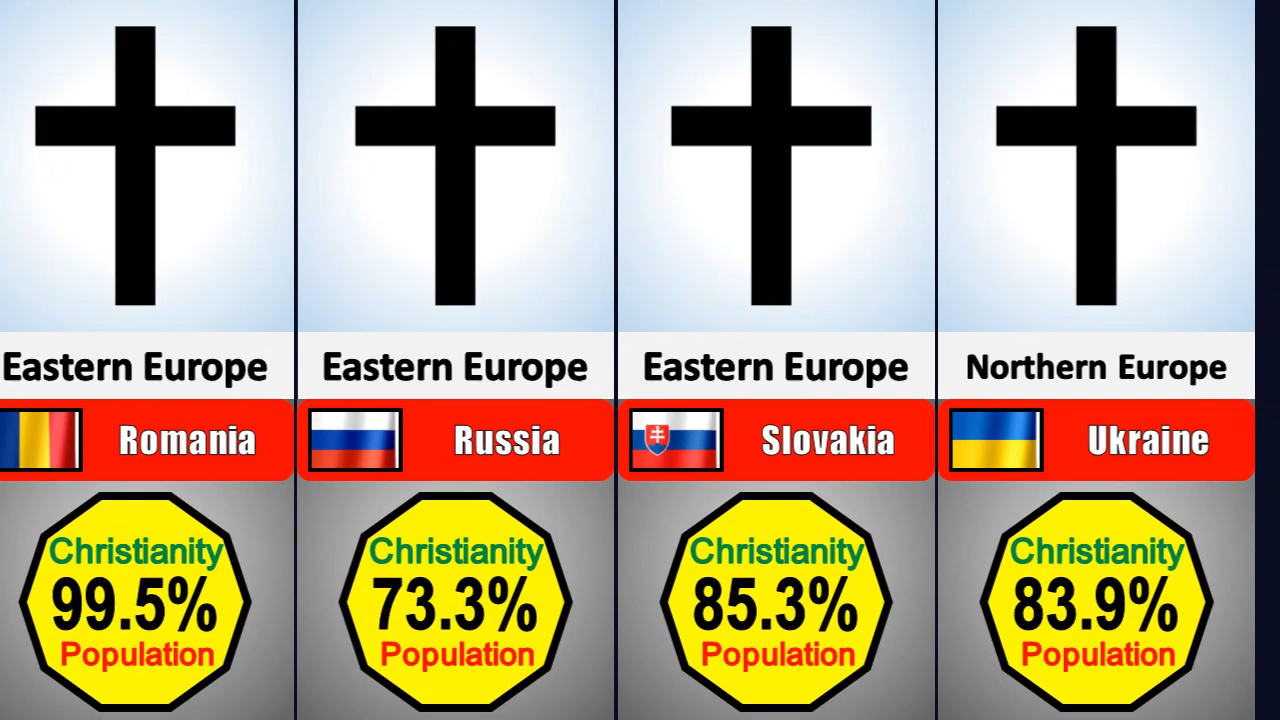 Eastern Europe
Romania
Christianity
99.5%
Population
Eastern Europe
Russia
Christianity
73.3%
Population
Eastern Europe
Slovakia
Christianity
85.3%
Population
Northern Europe
Ukraine
Christianity
83.9%
Population